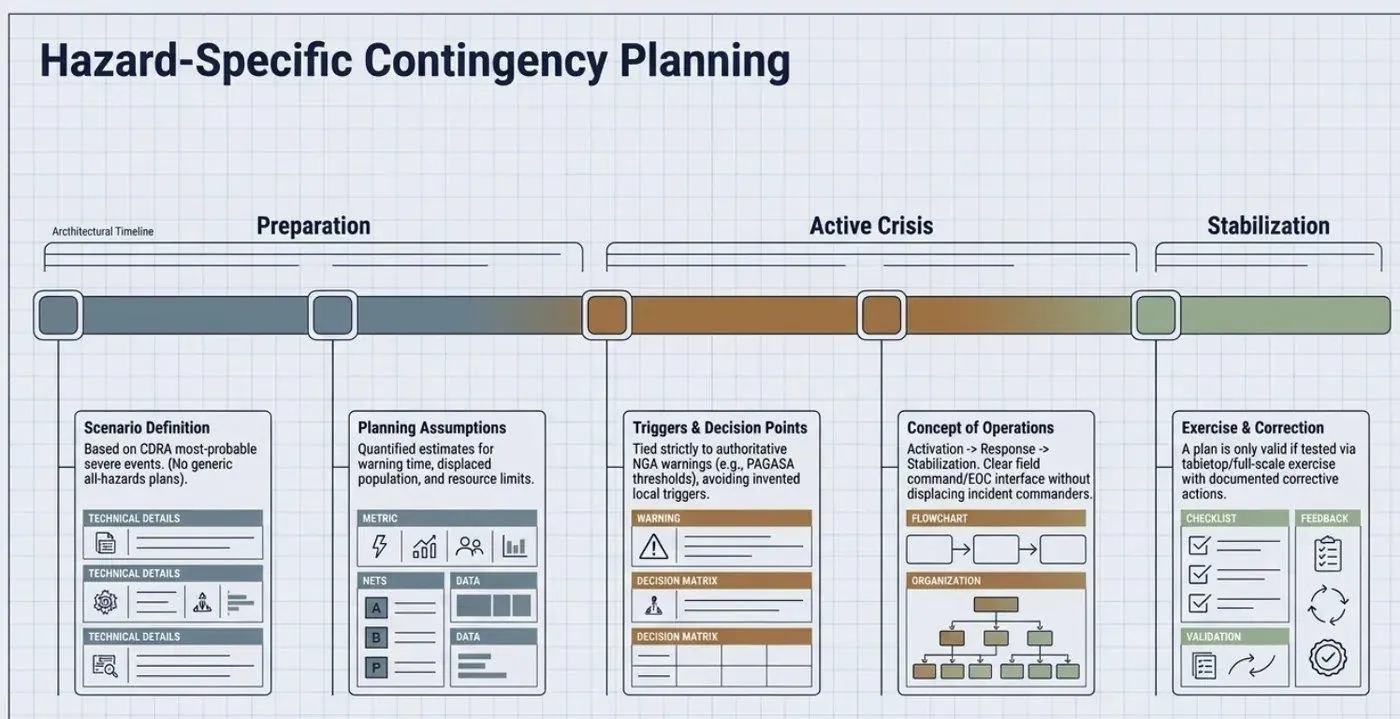 Hazard-Specific Contingency Planning
Arcthitectural Timeline
Preparation
Active Crisis
Stabilization
Scenario Definition
Based on CDRA most-probable
severe events. (No generic
all-hazards plans).
TECHNICAL DETAILS
TECHNICAL DETAILS
TECHNICAL DETAILS
Planning Assumptions
Quantified estimates for
warning time, displaced
population, and resource limits.
METRIC
NETS
DATA
A
B
P
DATA
Triggers & Decision Points
Tied strictly to authoritative
NGA warnings (e.g., PAGASA
thresholds), avoiding invented
local triggers.
WARNING
DECISION MATRIX
DECISION MATRIX
Concept of Operations
Activation -> Response ->
Stabilization. Clear field
command/EOC interface without
displacing incident commanders.
FLOWCHART
ORGANIZATION
Exercise & Correction
A plan is only valid if tested via
tabietop/full-scale exercise
with documented corrective
actions.
CHECKLIST
FEEDBACK
VALIDATION